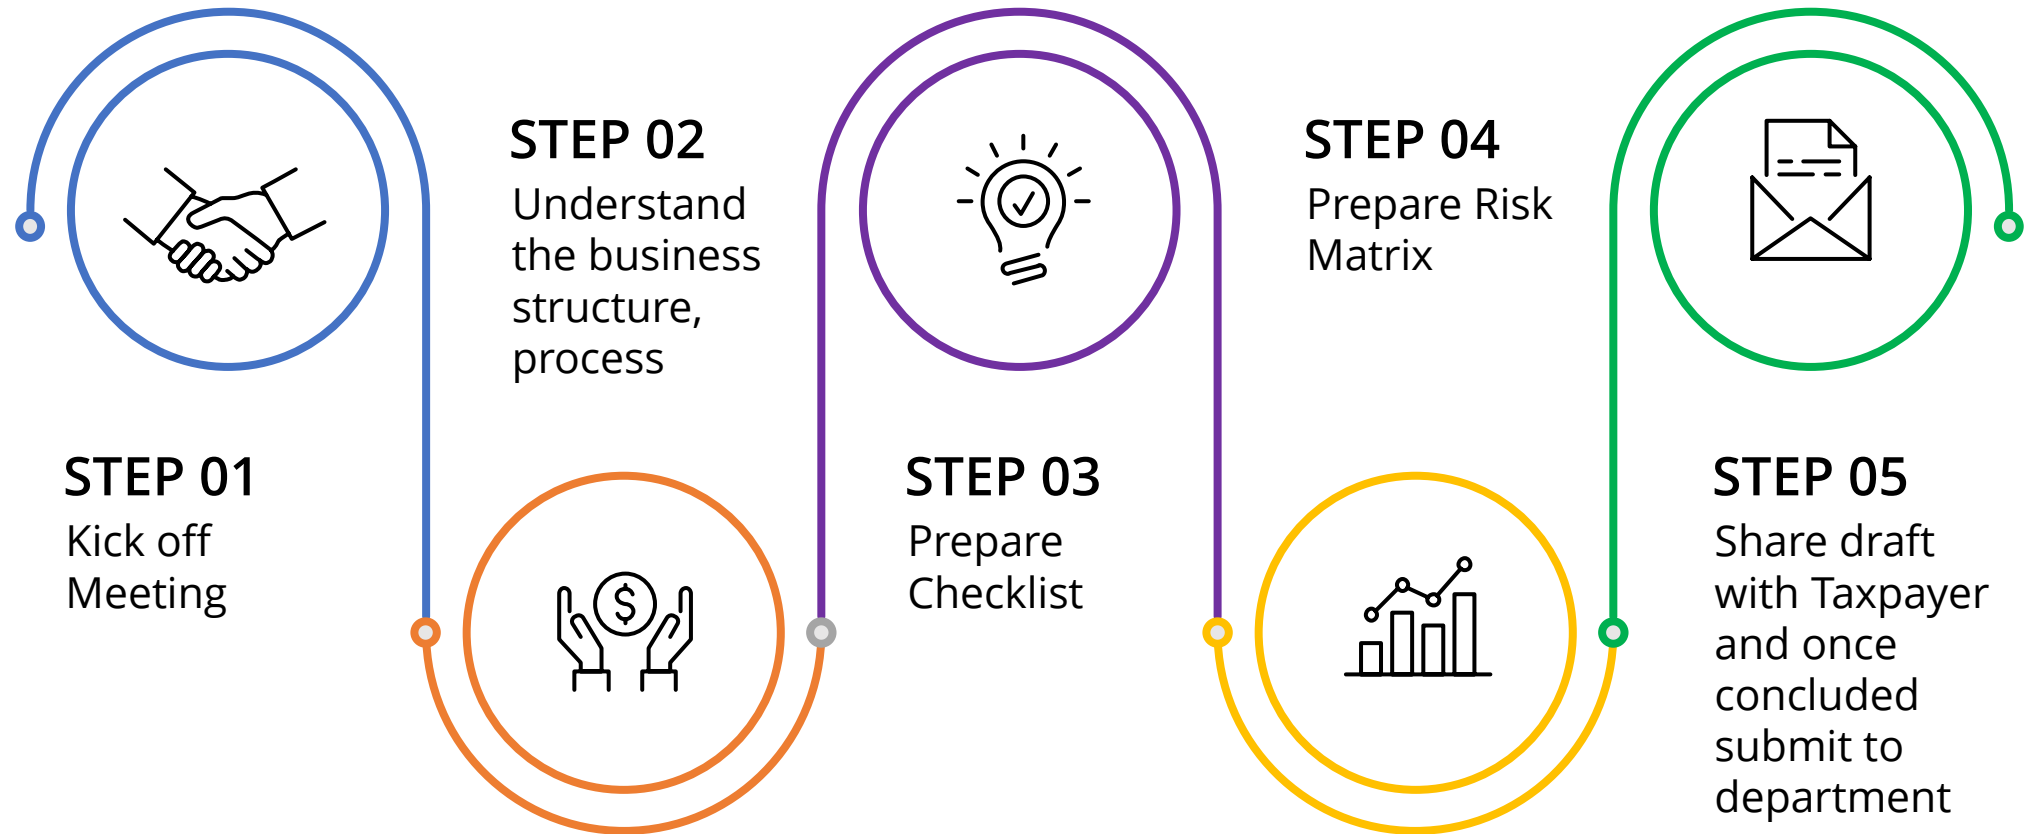 STEP 01
Kick off
Meeting
STEP 02
Understand
the business
structure,
process
STEP 03
Prepare
Checklist
STEP 04
Prepare Risk
Matrix
STEP 05
Share draft
with Taxpayer
and once
concluded
submit to
department
$